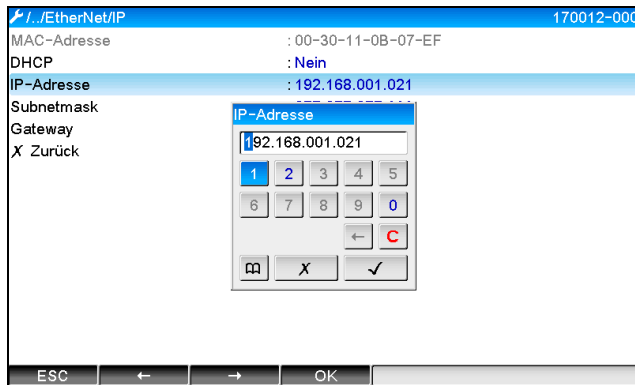 /../EtherNet/IP 170012-000
MAC-Adresse : 00-30-11-0B-07-EF
DHCP : Nein
IP-Adresse : 192.168.001.021
Subnetmask
Gateway
X Zurück
IP-Adresse
192.168.001.021
1 2 3 4 5
6 7 8 9 0
← C
X ✓
ESC ← → OK